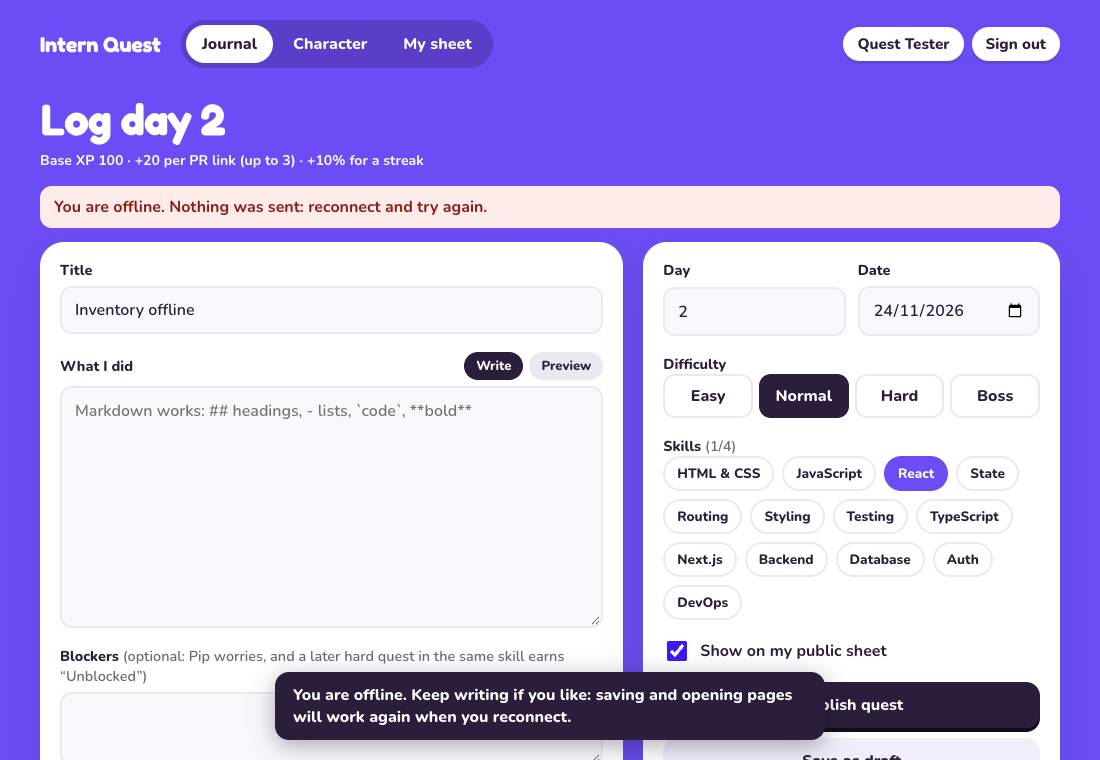 Intern Quest
Journal
Character
My sheet
Quest Tester
Sign out
Log day 2
Base XP 100 · +20 per PR link (up to 3) · +10% for a streak
You are offline. Nothing was sent: reconnect and try again.
Title
Inventory offline
What I did
Write
Preview
Markdown works: ## headings, - lists, `code`, **bold**
Blockers (optional: Pip worries, and a later hard quest in the same skill earns
“Unblocked”)
Day
Date
2
24/11/2026
Difficulty
Easy
Normal
Hard
Boss
Skills (1/4)
HTML & CSS
JavaScript
React
State
Routing
Styling
Testing
TypeScript
Next.js
Backend
Database
Auth
DevOps
Show on my public sheet
quest
Save as draft
You are offline. Keep writing if you like: saving and opening pages
will work again when you reconnect.